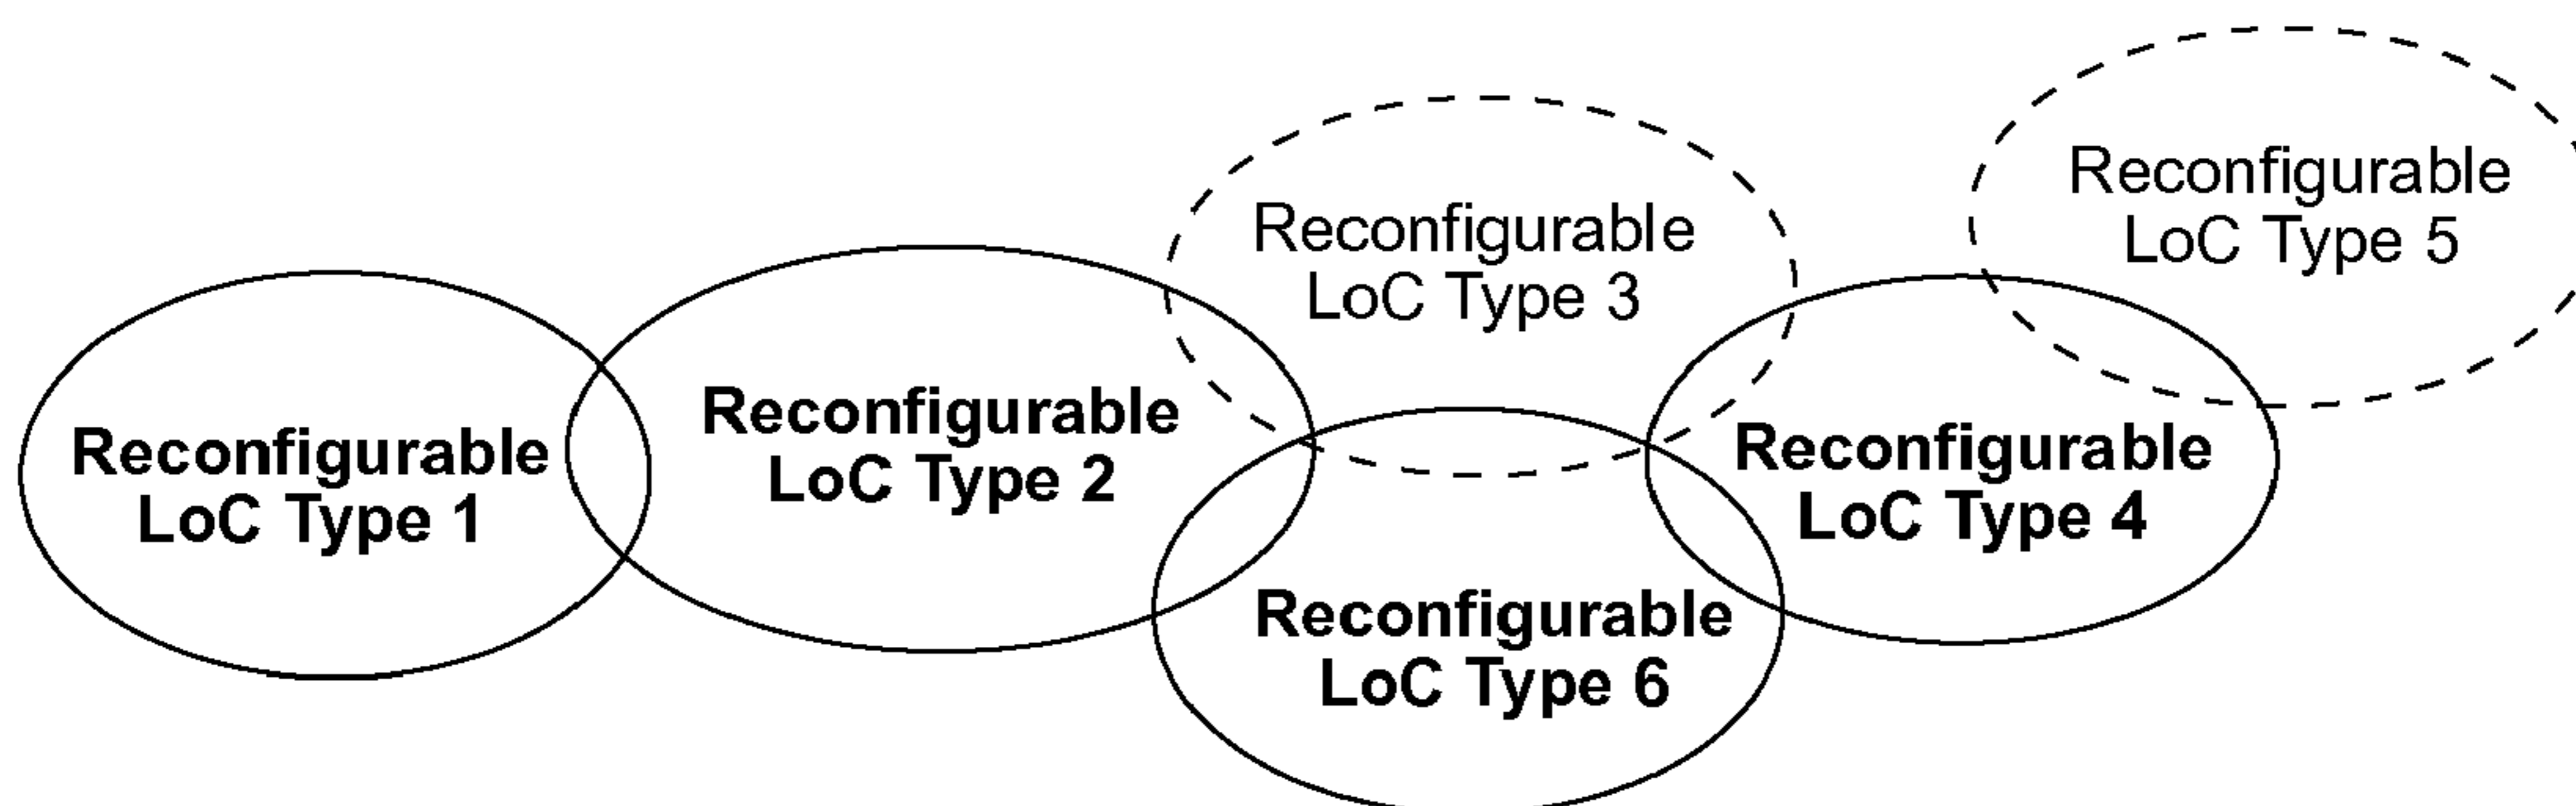 Reconfigurable
LoC Type 1
Reconfigurable
LoC Type 2
Reconfigurable
LoC Type 3
Reconfigurable
LoC Type 4
Reconfigurable
LoC Type 5
Reconfigurable
LoC Type 6